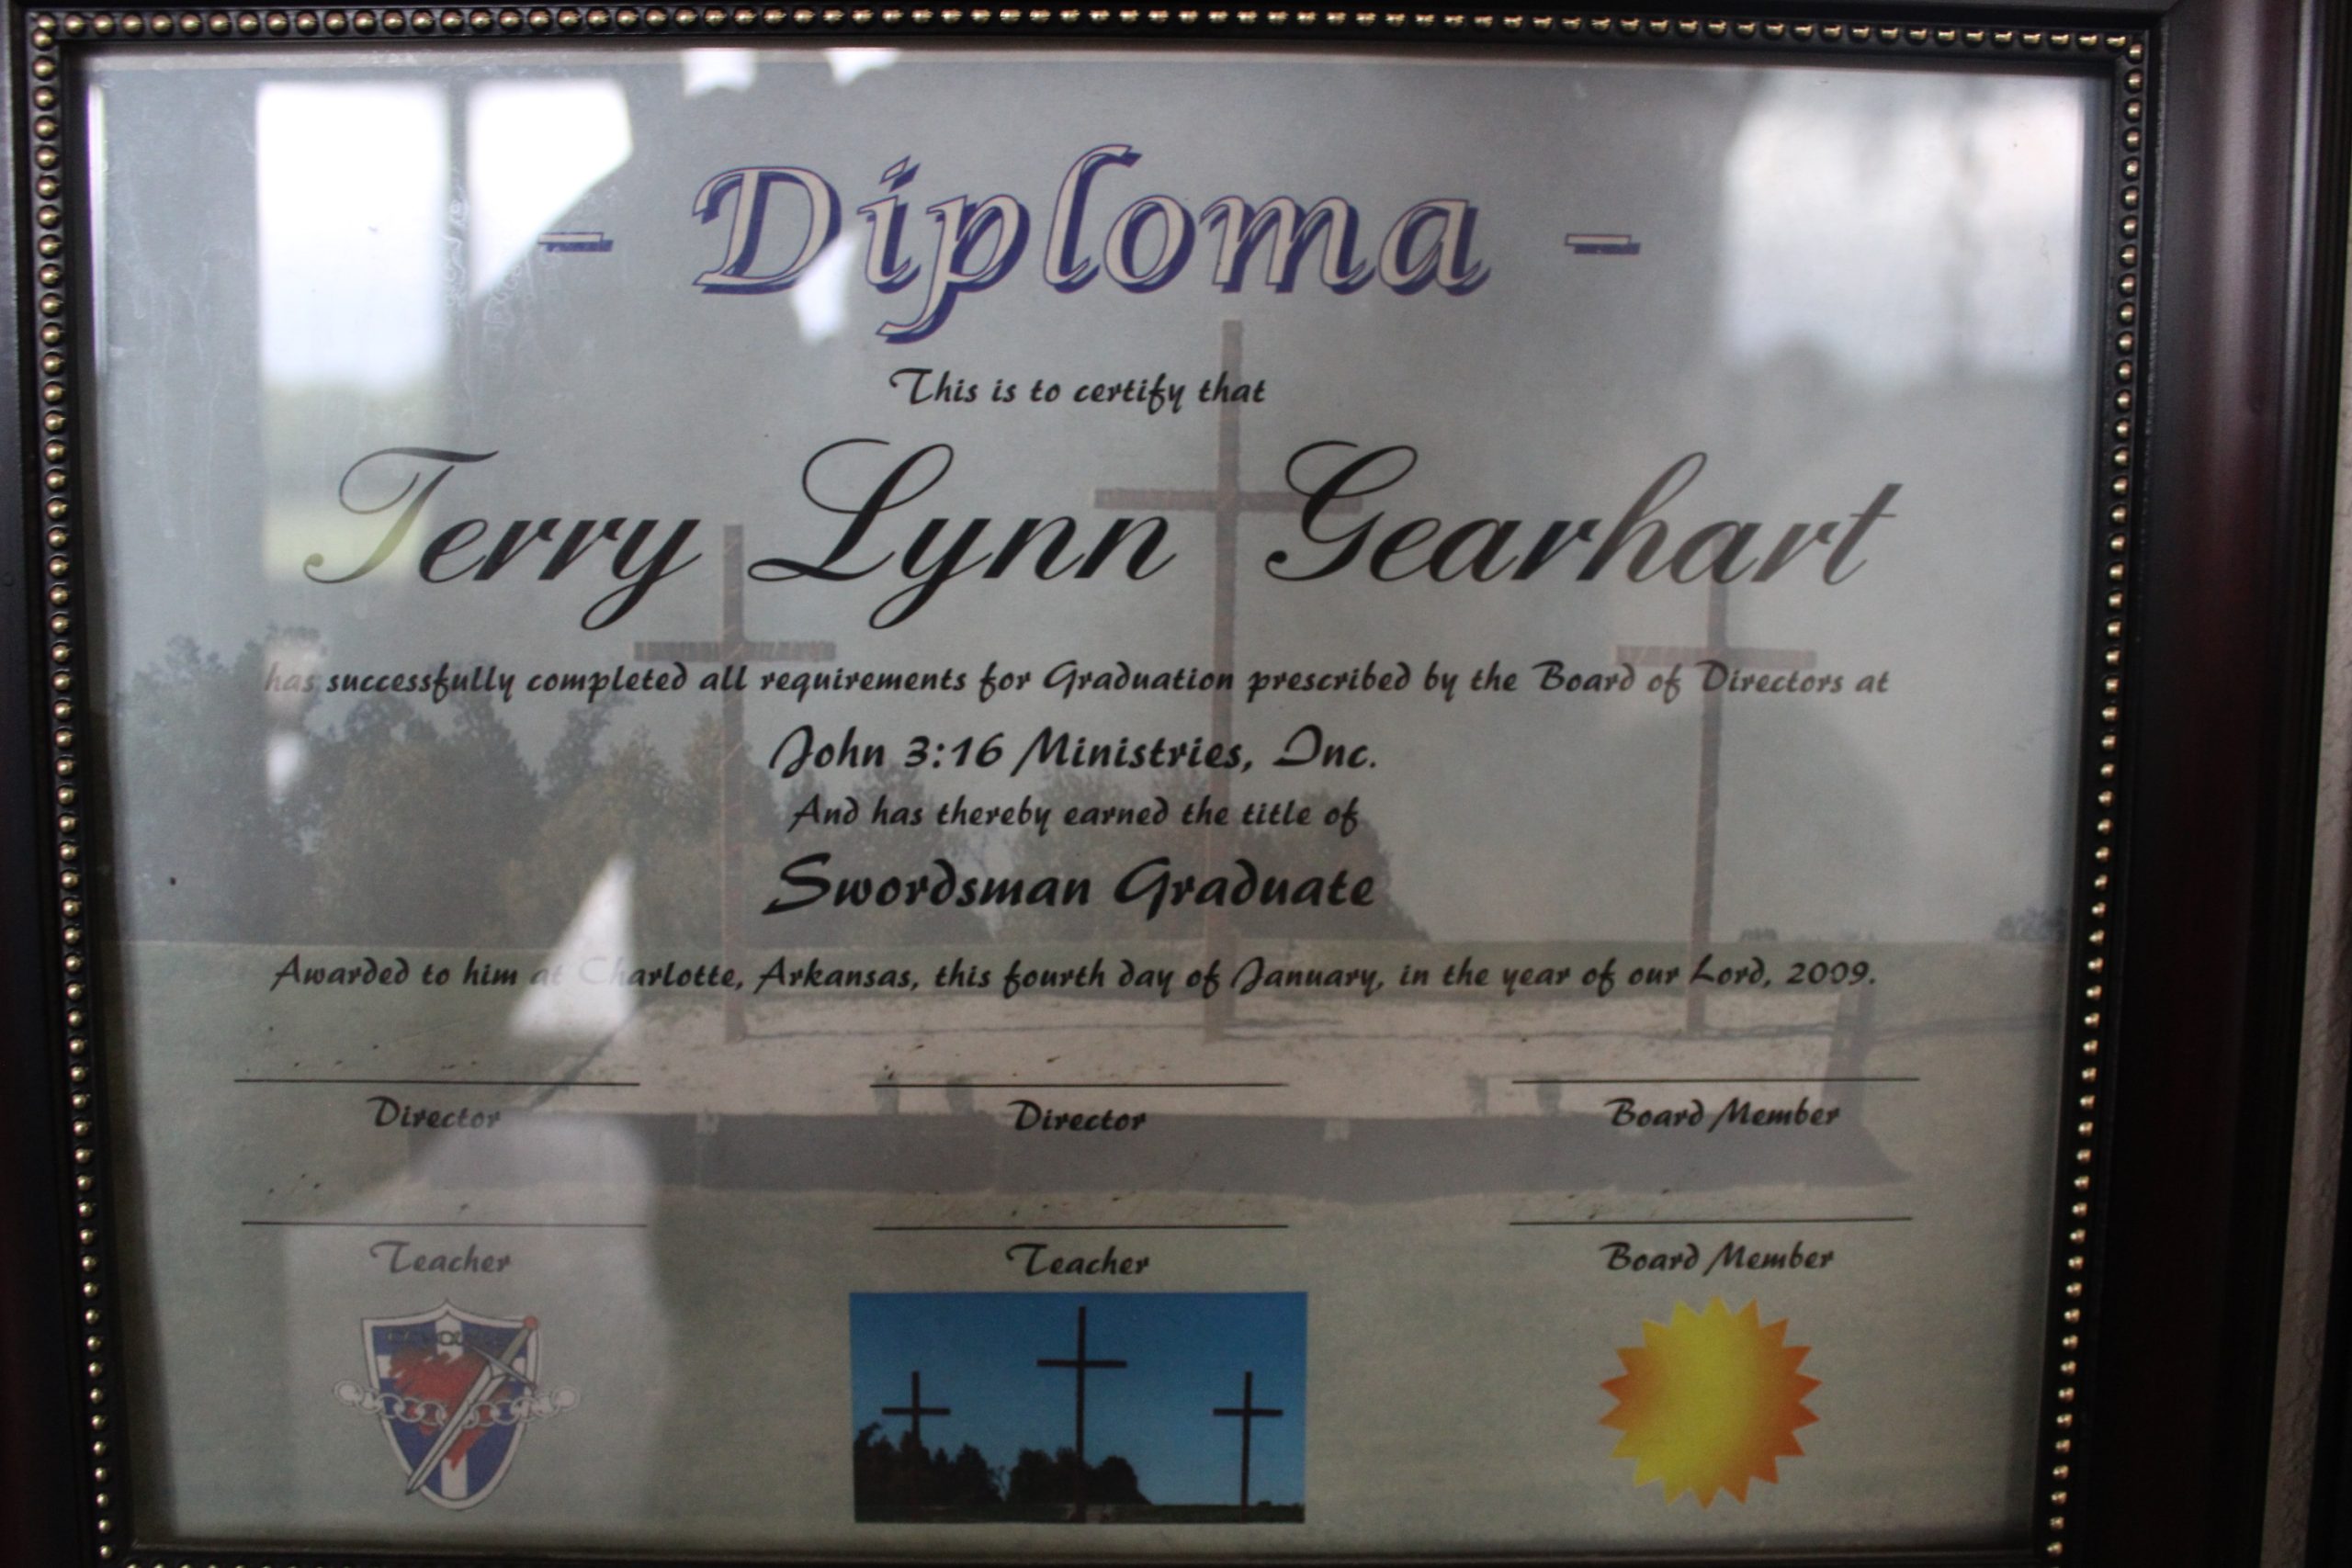 - Diploma -
This is to certify that
Terry Lynn Gearhart
has successfully completed all requirements for Graduation prescribed by the Board of Directors at
John 3:16 Ministries, Inc.
And has thereby earned the title of
Swordsman Graduate
Awarded to him at Charlotte, Arkansas, this fourth day of January, in the year of our Lord, 2009.
Director Director Board Member
Teacher Teacher Board Member